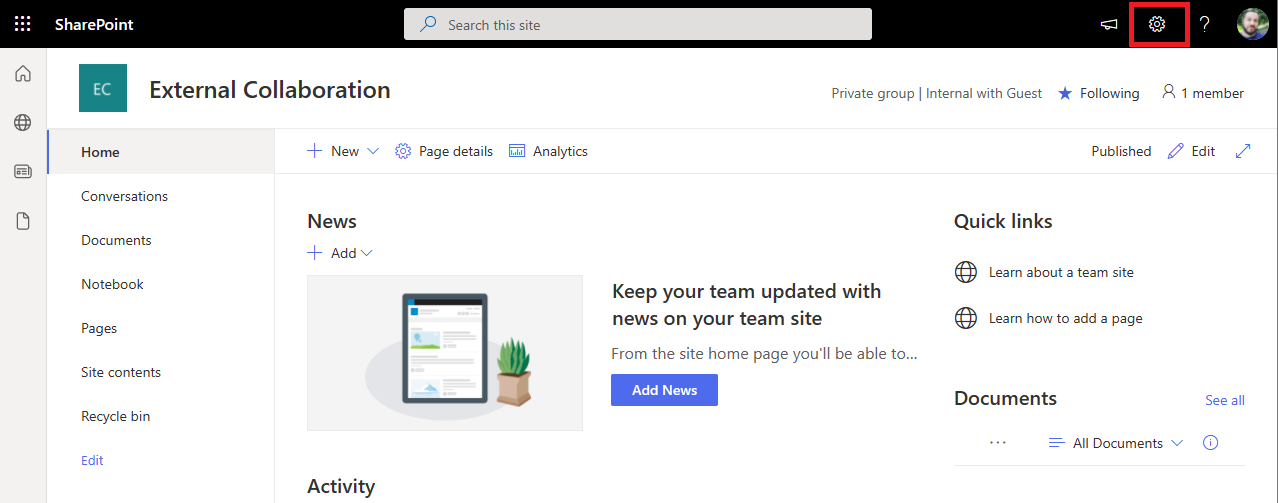 SharePoint
Search this site
?
EC
External Collaboration
Private group | Internal with Guest
Following
1 member
Home
Conversations
Documents
Notebook
Pages
Site contents
Recycle bin
Edit
New
Page details
Analytics
Published
Edit
News
Add
Keep your team updated with
news on your team site
From the site home page you'll be able to...
Add News
Activity
Quick links
Learn about a team site
Learn how to add a page
Documents
See all
··· All Documents